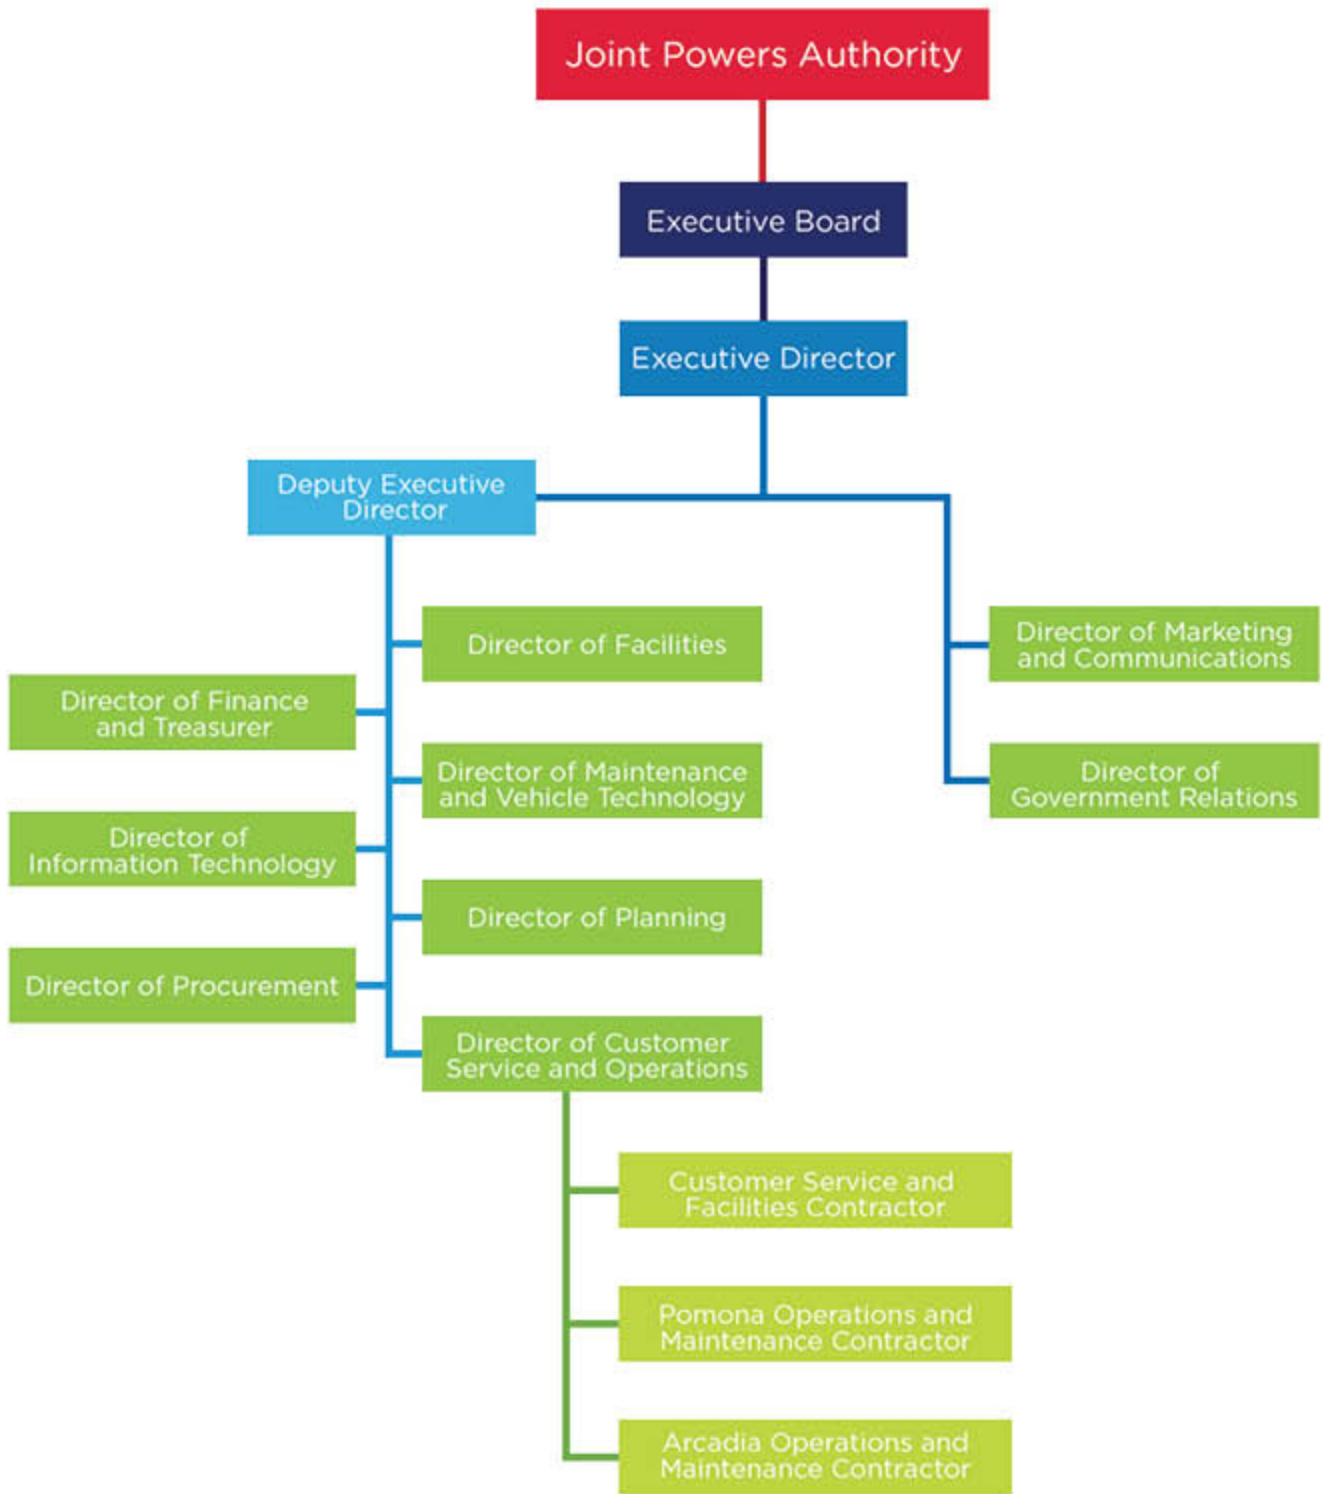 Joint Powers Authority
Executive Board
Executive Director
Deputy Executive
Director
Director of Facilities
Director of Marketing
and Communications
Director of Finance
and Treasurer
Director of Maintenance
and Vehicle Technology
Director of
Government Relations
Director of
Information Technology
Director of Planning
Director of Procurement
Director of Customer
Service and Operations
Customer Service and
Facilities Contractor
Pomona Operations and
Maintenance Contractor
Arcadia Operations and
Maintenance Contractor